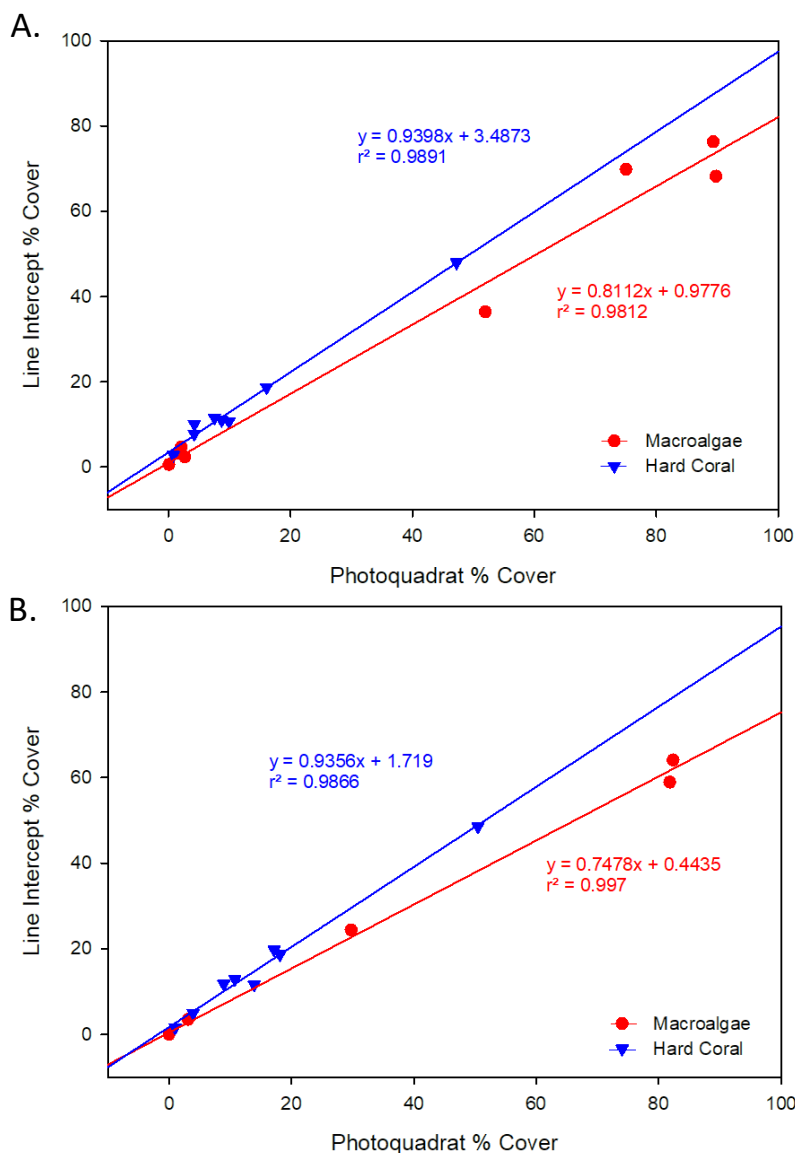 A.
100
80
60
40
20
0
Line Intercept % Cover
y = 0.9398x + 3.4873
r² = 0.9891
y = 0.8112x + 0.9776
r² = 0.9812
Macroalgae
Hard Coral
0 20 40 60 80 100
Photoquadrat % Cover
B.
100
80
60
40
20
0
Line Intercept % Cover
y = 0.9356x + 1.719
r² = 0.9866
y = 0.7478x + 0.4435
r² = 0.997
Macroalgae
Hard Coral
0 20 40 60 80 100
Photoquadrat % Cover